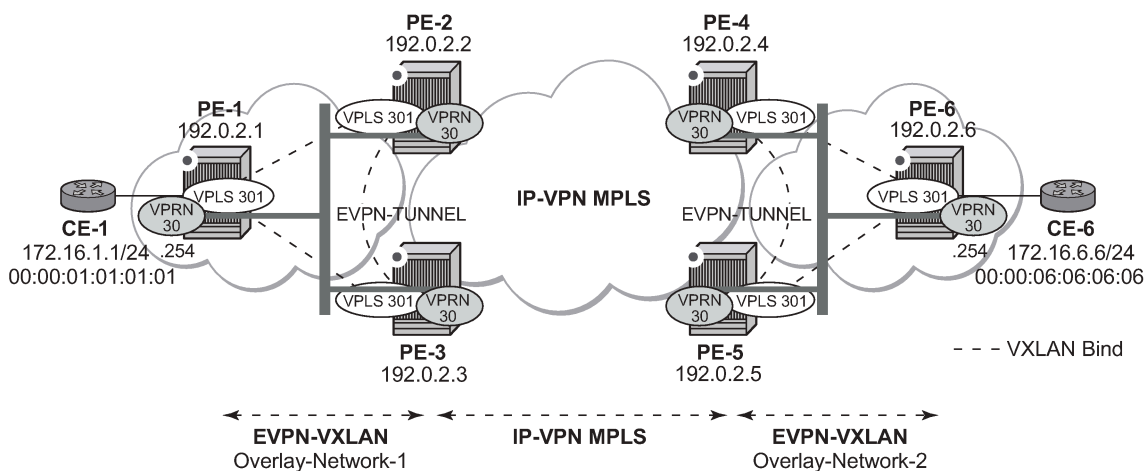 PE-2
192.0.2.2
PE-4
192.0.2.4
PE-1
192.0.2.1
PE-6
192.0.2.6
VPLS 301
VPRN
30
VPRN
30
VPLS 301
VPLS 301
VPRN
30
VPLS 301
VPRN
30
CE-1
172.16.1.1/24
00:00:01:01:01:01
.254
EVPN-TUNNEL
IP-VPN MPLS
EVPN-TUNNEL
CE-6
172.16.6.6/24
00:00:06:06:06:06
.254
VPLS 301
VPRN
30
VPRN
30
VPLS 301
PE-3
192.0.2.3
PE-5
192.0.2.5
VXLAN Bind
EVPN-VXLAN
Overlay-Network-1
IP-VPN MPLS
EVPN-VXLAN
Overlay-Network-2